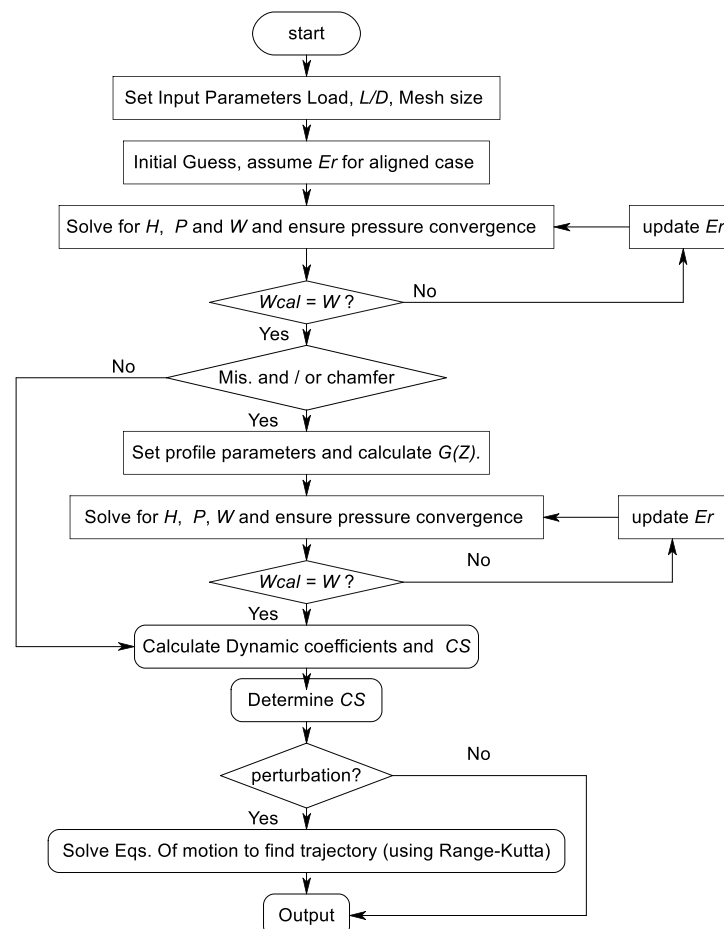 start
Set Input Parameters Load, L/D, Mesh size
Initial Guess, assume Er for aligned case
Solve for H, P and W and ensure pressure convergence
update Er
Wcal = W ?
No
Yes
No
Mis. and / or chamfer
Yes
Set profile parameters and calculate G(Z).
Solve for H, P, W and ensure pressure convergence
update Er
No
Wcal = W ?
Yes
Calculate Dynamic coefficients and CS
Determine CS
No
perturbation?
Yes
Solve Eqs. Of motion to find trajectory (using Range-Kutta)
Output